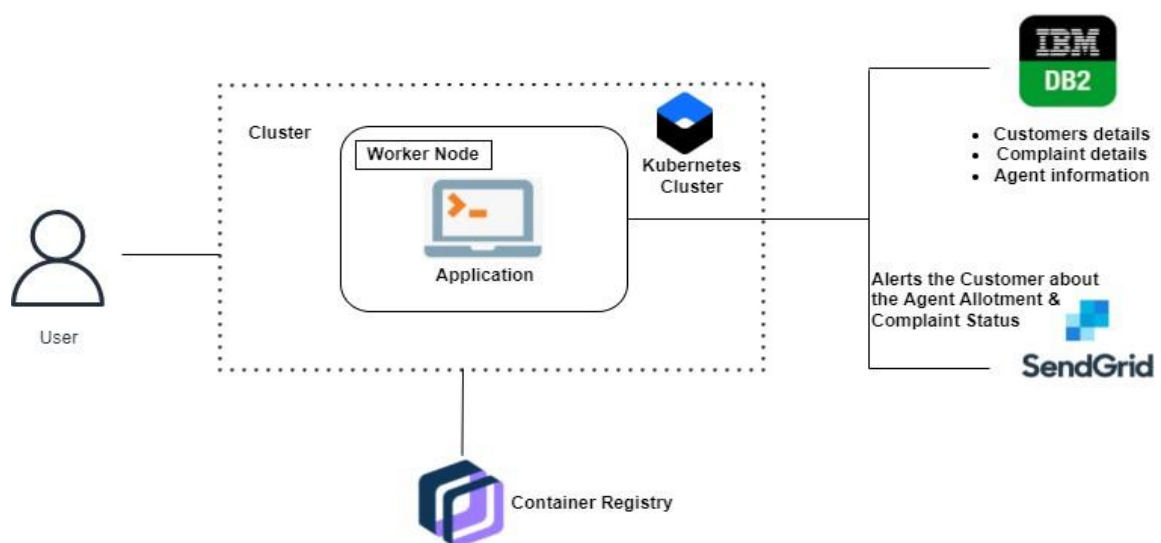 IBM
DB2
Customers details
Complaint details
Agent information
Cluster
Worker Node
Kubernetes
Cluster
Application
User
Alerts the Customer about
the Agent Allotment &
Complaint Status
SendGrid
Container Registry